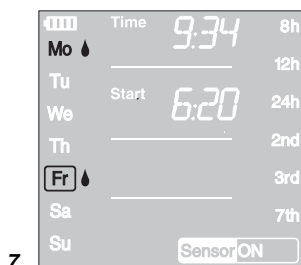 Time 9:34 8h
Mo
12h
Tu
Start 6:20 24h
We
Th 2nd
Fr 3rd
Sa 7th
Su Sensor ON
7